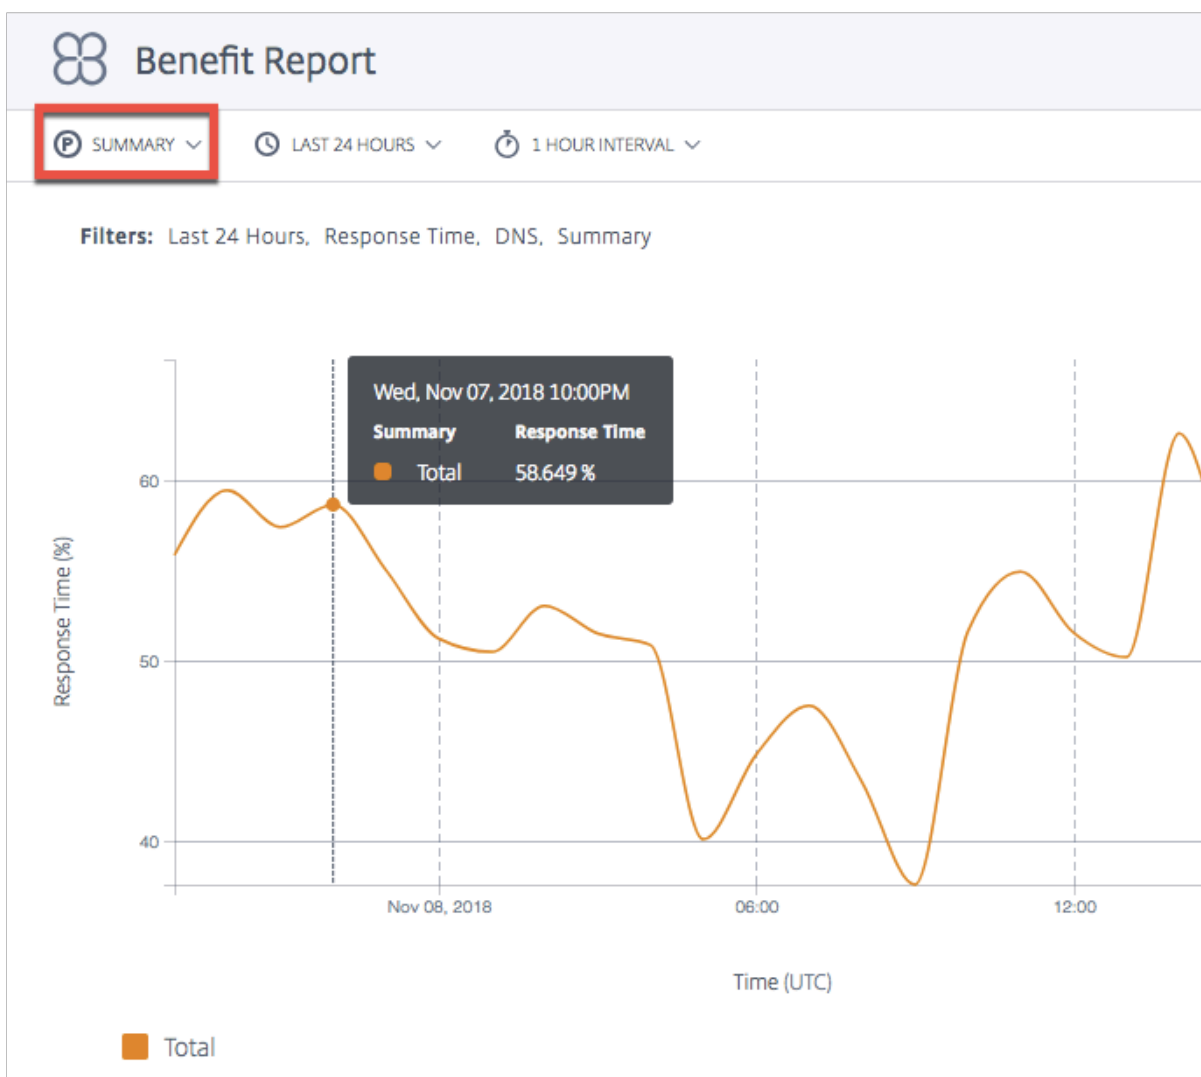 Benefit Report
P SUMMARY LAST 24 HOURS 1 HOUR INTERVAL
Filters: Last 24 Hours, Response Time, DNS, Summary
Wed, Nov 07, 2018 10:00PM
Summary Response Time
Total 58.649 %
60
50
40
Response Time (%)
Nov 08, 2018 06:00 12:00
Time (UTC)
Total